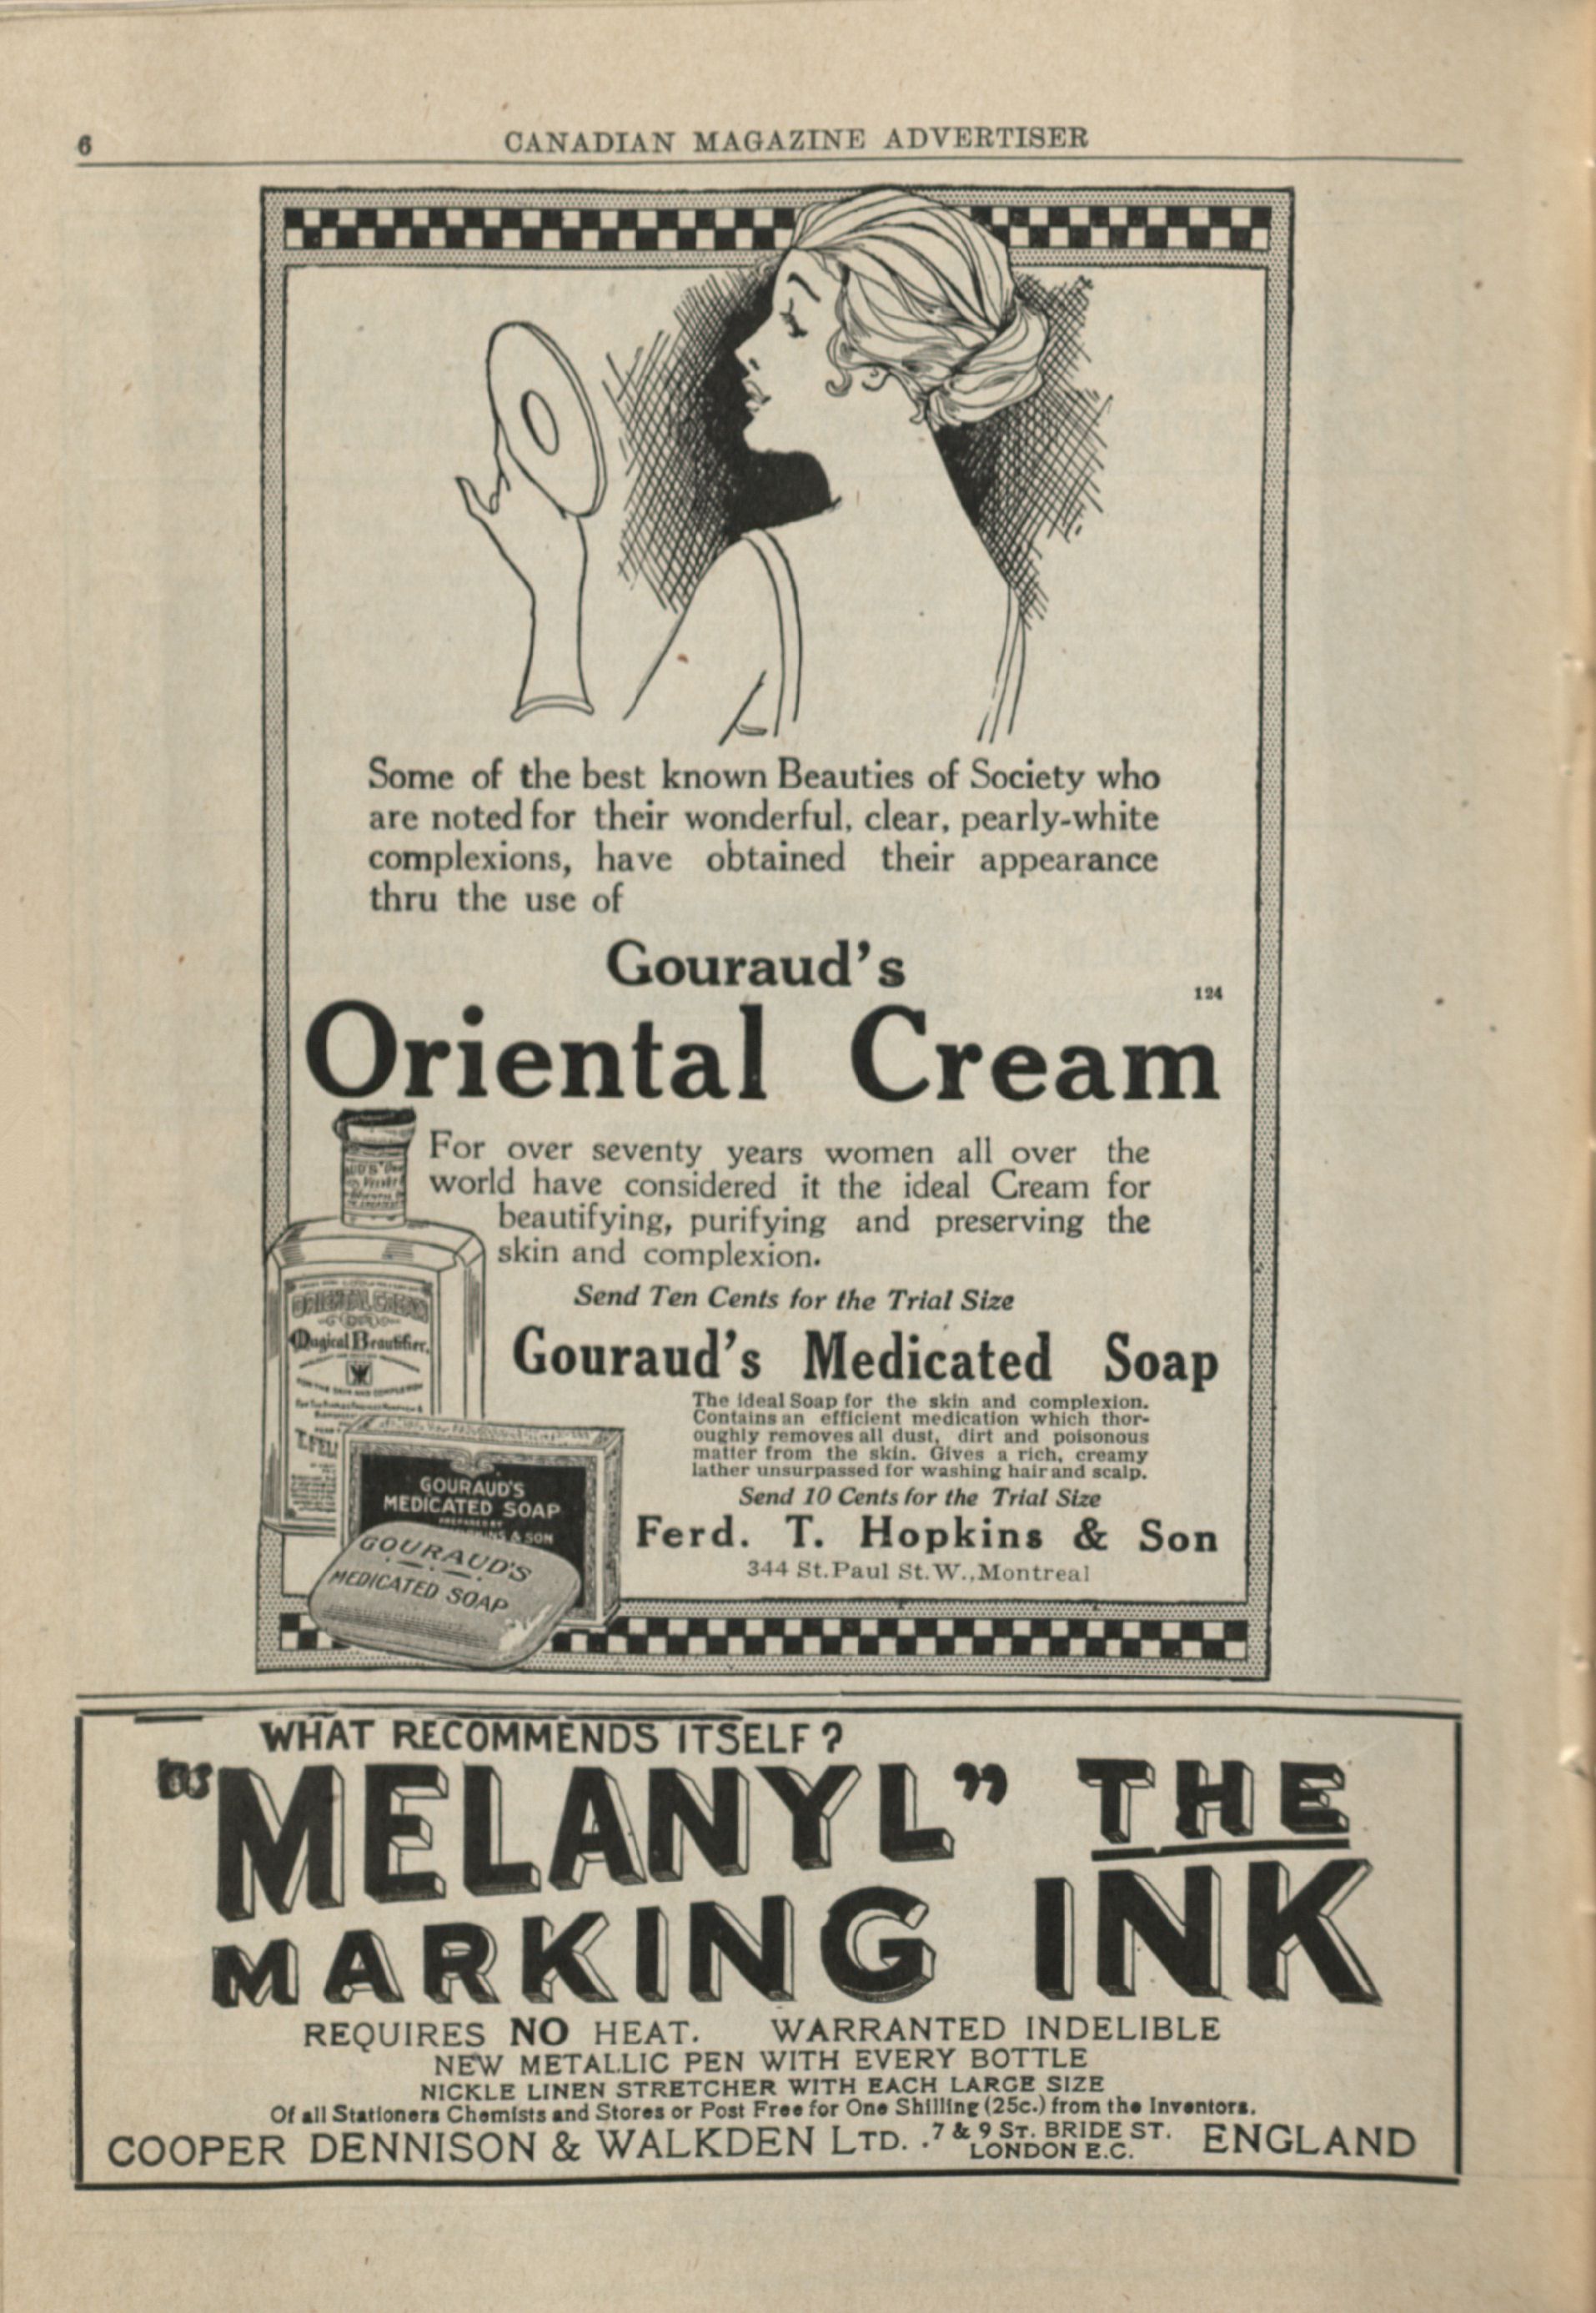 6
CANADIAN MAGAZINE ADVERTISER
Some of the best known Beauties of Society who
are noted for their wonderful, clear, pearly-white
complexions, have obtained their appearance
thru the use of
Gouraud's
124
Oriental Cream
For over seventy years women all over the
world have considered it the ideal Cream for
beautifying, purifying and preserving the
skin and complexion.
Send Ten Cents for the Trial Size
Magical Beautifier.
Gouraud's Medicated Soap
The ideal Soap for the skin and complexion.
Contains an efficient medication which thor-
oughly removes all dust, dirt and poisonous
matter from the skin. Gives a rich, creamy
lather unsurpassed for washing hair and scalp.
Send 10 Cents for the Trial Size
Ferd. T. Hopkins & Son
344 St. Paul St. W., Montreal
GOURAUD'S
MEDICATED SOAP
PREPARED BY
& SON
GOURAUD'S
MEDICATED SOAP
WHAT RECOMMENDS ITSELF?
"MELANYL" THE
MARKING INK
REQUIRES NO HEAT. WARRANTED INDELIBLE
NEW METALLIC PEN WITH EVERY BOTTLE
NICKLE LINEN STRETCHER WITH EACH LARGE SIZE
Of all Stationers Chemists and Stores or Post Free for One Shilling (25c.) from the Inventors.
COOPER DENNISON & WALKDEN LTD. 7 & 9 ST. BRIDE ST. ENGLAND
LONDON E.C.